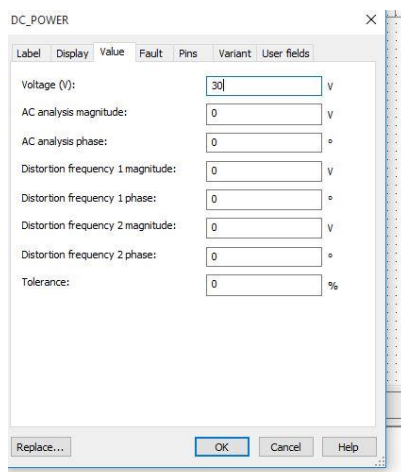 DC_POWER
Label Display Value Fault Pins Variant User fields
Voltage (V): 30 V
AC analysis magnitude: 0 V
AC analysis phase: 0 °
Distortion frequency 1 magnitude: 0 V
Distortion frequency 1 phase: 0 °
Distortion frequency 2 magnitude: 0 V
Distortion frequency 2 phase: 0 °
Tolerance: 0 %
Replace... OK Cancel Help